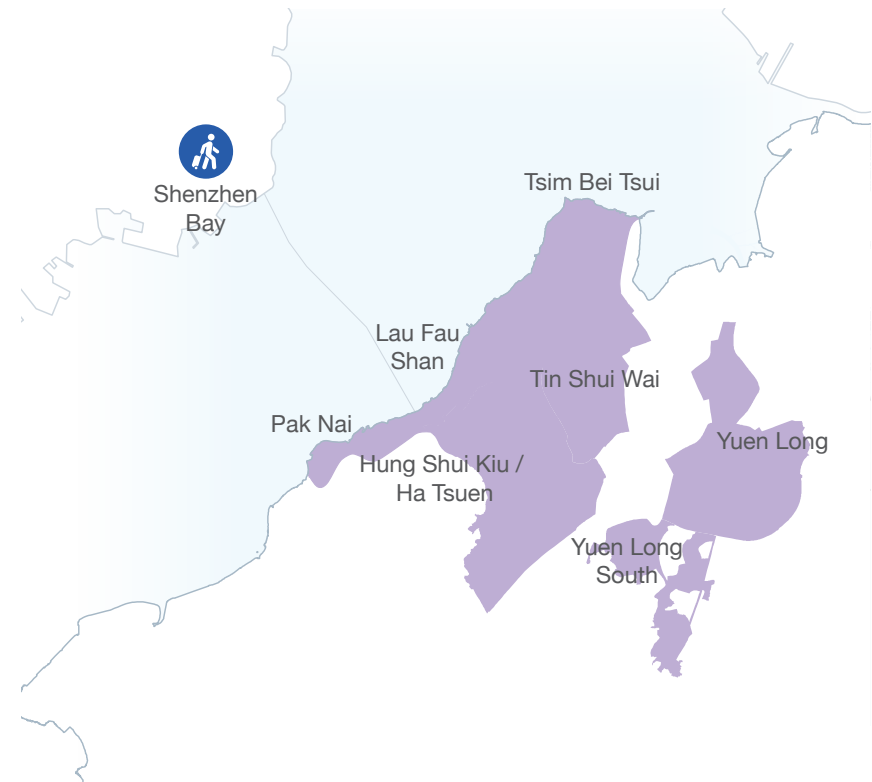 Tsim Bei Tsui
Shenzhen
Bay
Lau Fau
Shan
Tin Shui Wai
Pak Nai
Yuen Long
Hung Shui Kiu /
Ha Tsuen
Yuen Long
South